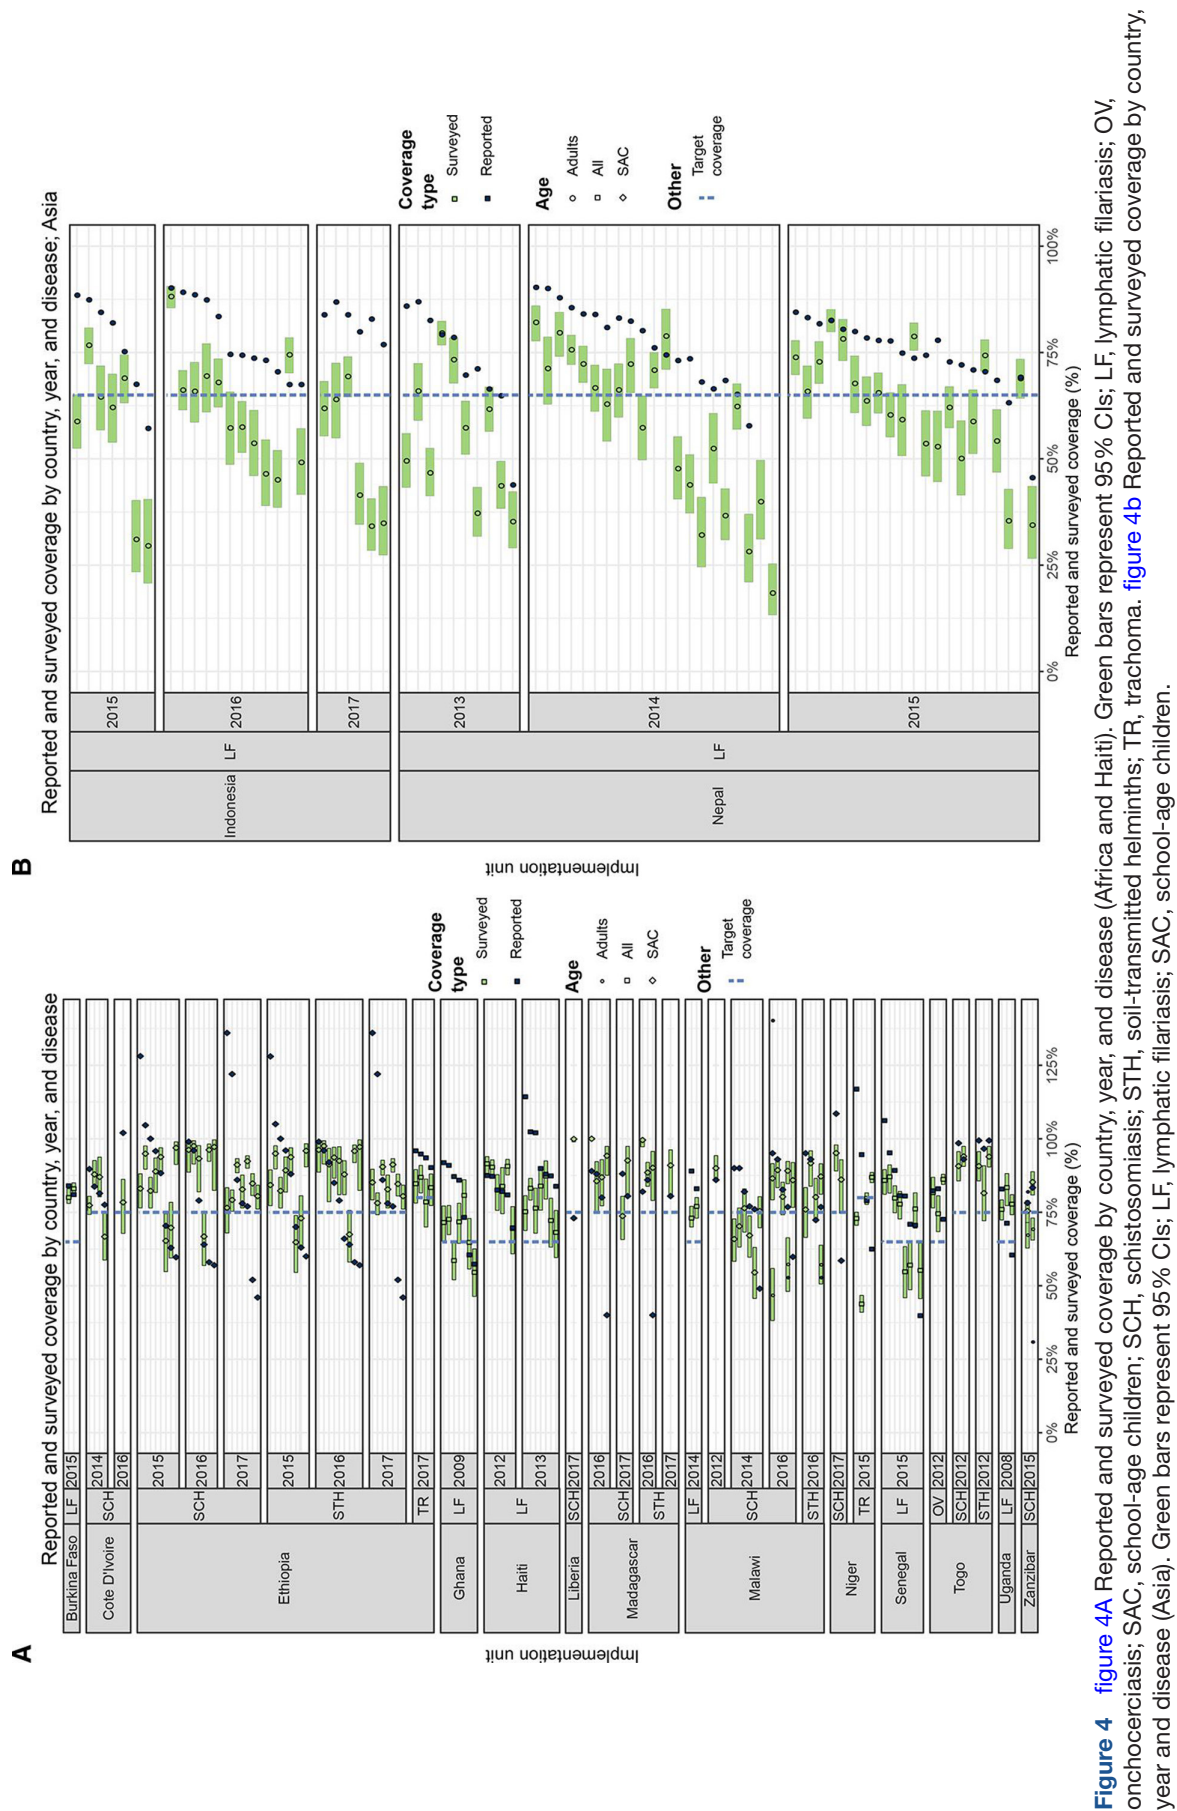 A
Reported and surveyed coverage by country, year, and disease
Implementation unit
Burkina Faso
LF
2015
Cote D'Ivoire
SCH
2014
2016
Ethiopia
SCH
2015
2016
2017
STH
2015
2016
2017
TR
2017
Ghana
LF
2009
Haiti
LF
2012
2013
Liberia
SCH
2017
Madagascar
SCH
2016
2017
STH
2016
2017
Malawi
LF
2014
SCH
2012
2014
2016
STH
2016
Niger
SCH
2017
TR
2015
Senegal
LF
2015
Togo
OV
2012
SCH
2012
STH
2012
Uganda
LF
2008
Zanzibar
SCH
2015
0%
25%
50%
75%
100%
125%
Reported and surveyed coverage (%)
Coverage
type
Surveyed
Reported
Age
Adults
All
SAC
Other
Target
coverage
B
Reported and surveyed coverage by country, year, and disease; Asia
Implementation unit
Indonesia
LF
2015
2016
2017
Nepal
LF
2013
2014
2015
0%
25%
50%
75%
100%
Reported and surveyed coverage (%)
Coverage
type
Surveyed
Reported
Age
Adults
All
SAC
Other
Target
coverage
Figure 4 figure 4A Reported and surveyed coverage by country, year, and disease (Africa and Haiti). Green bars represent 95% CIs; LF, lymphatic filariasis; OV,
onchocerciasis; SAC, school-age children; SCH, schistosomiasis; STH, soil-transmitted helminths; TR, trachoma. figure 4b Reported and surveyed coverage by country,
year and disease (Asia). Green bars represent 95% CIs; LF, lymphatic filariasis; SAC, school-age children.